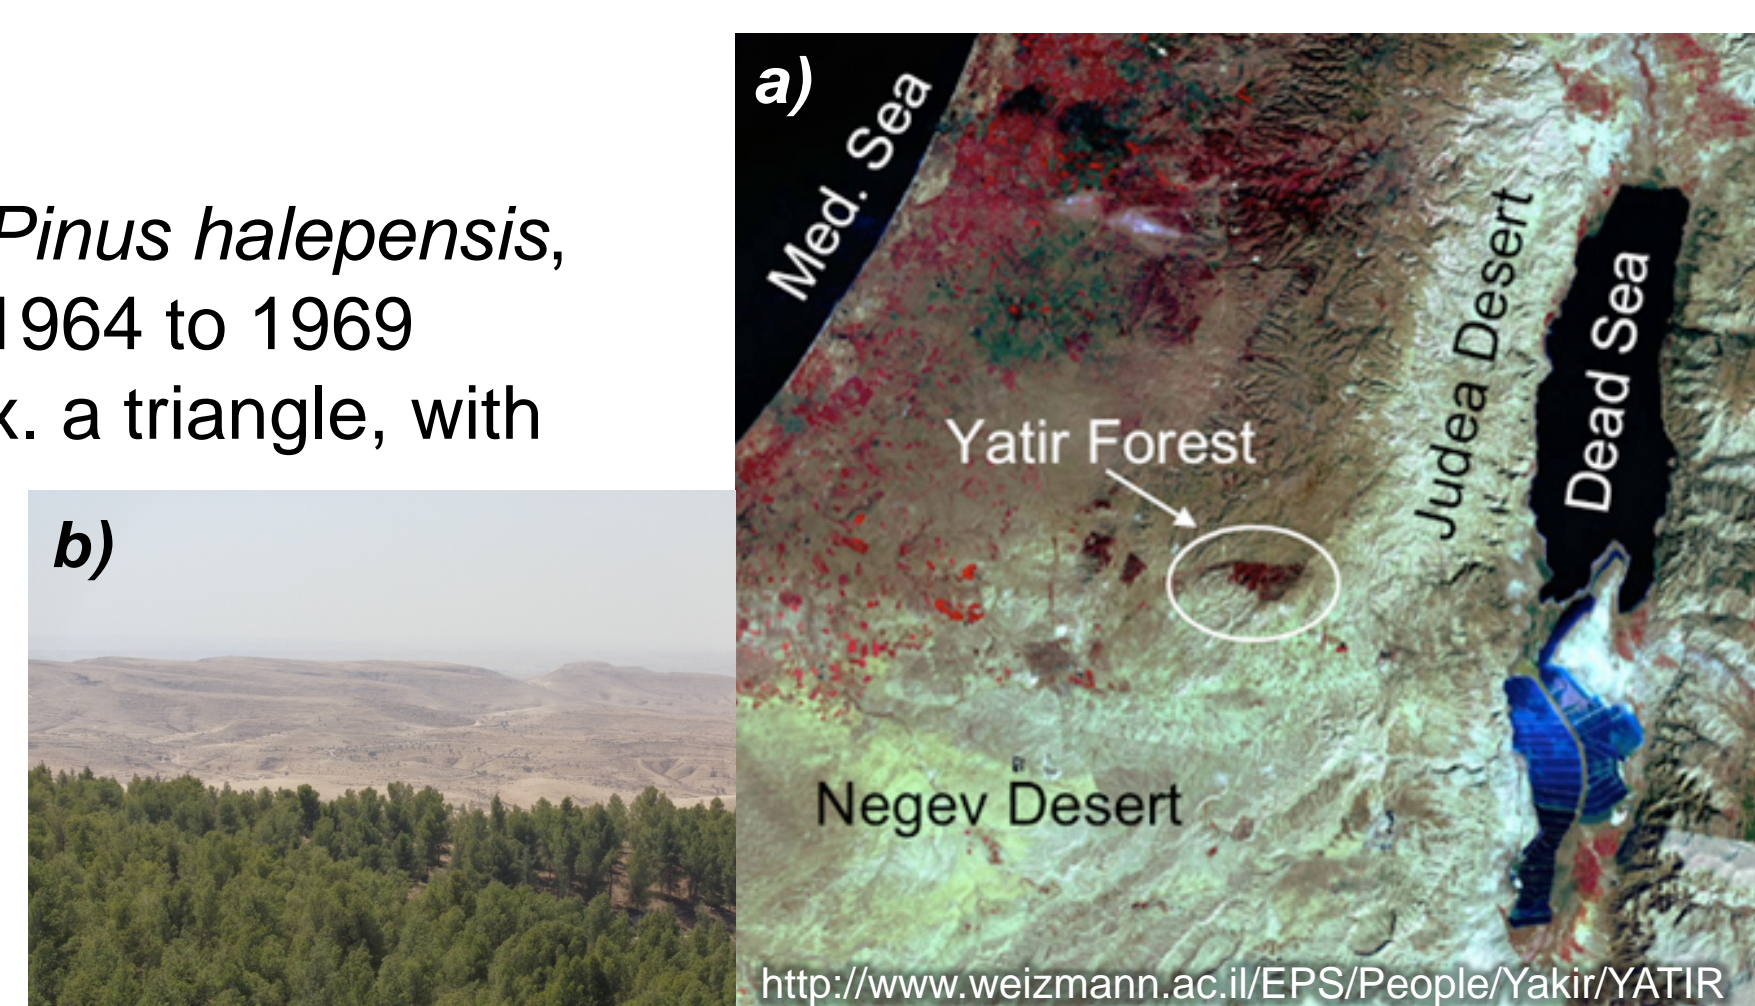 Pinus halepensis,
1964 to 1969
x. a triangle, with
a)
Med. Sea
Judea Desert
Dead Sea
Yatir Forest
Negev Desert
http://www.weizmann.ac.il/EPS/People/Yakir/YATIR
b)